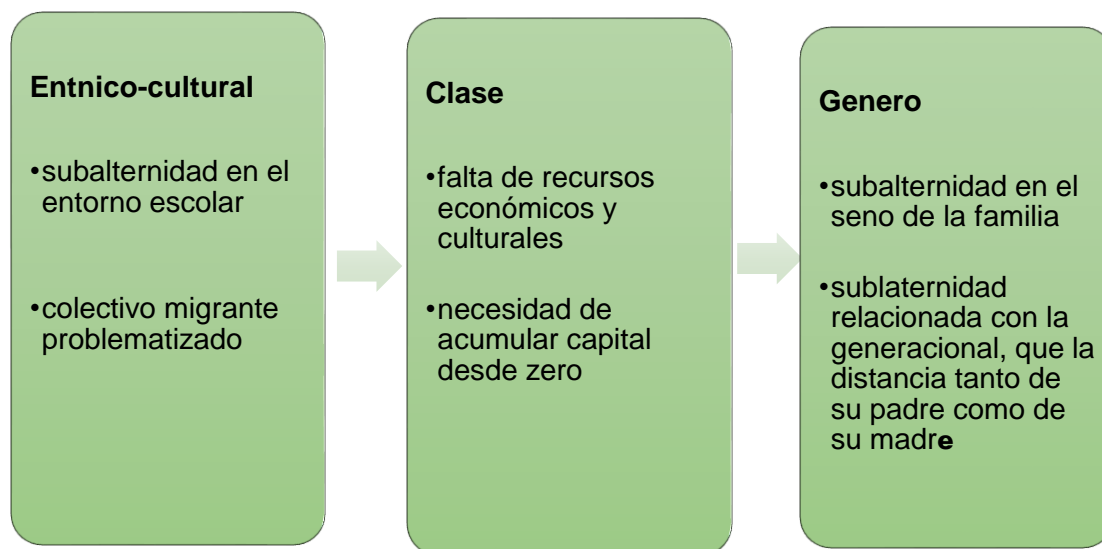 Entnico-cultural
•subalternidad en el
entorno escolar
•colectivo migrante
problematizado
Clase
•falta de recursos
económicos y
culturales
•necesidad de
acumular capital
desde zero
Genero
•subalternidad en el
seno de la familia
•sublaternidad
relacionada con la
generacional, que la
distancia tanto de
su padre como de
su madre